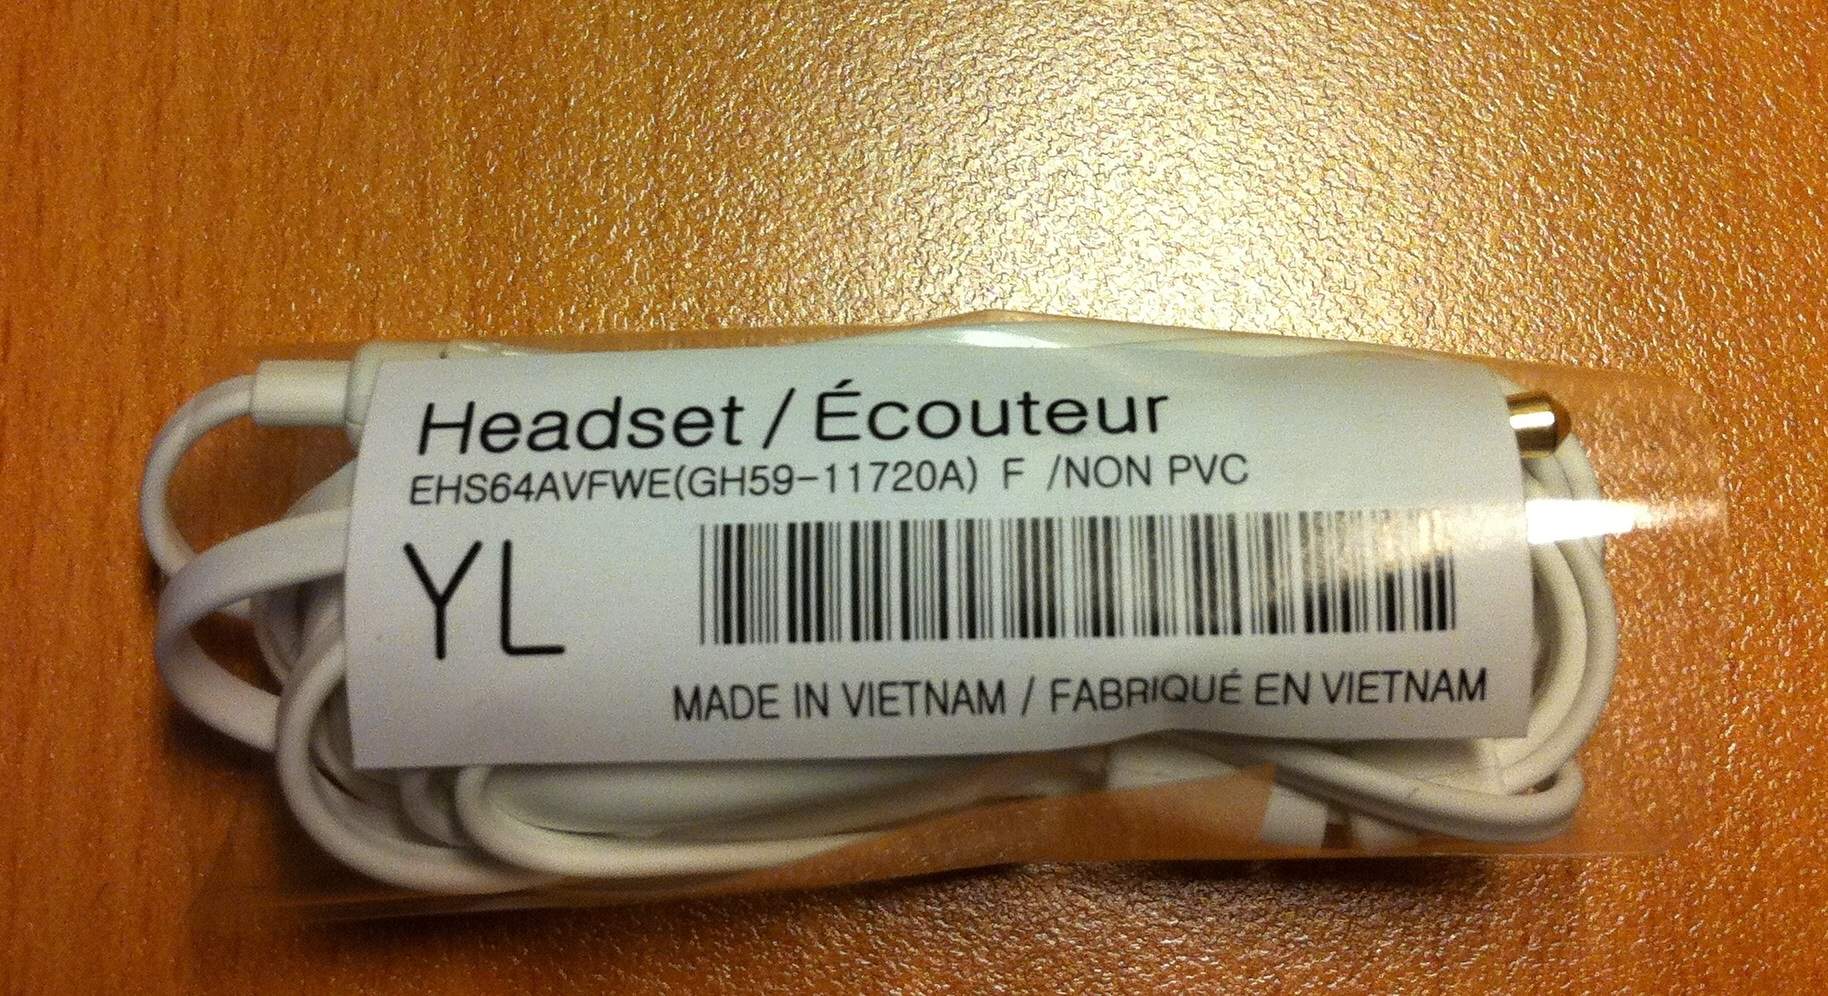 Headset / Écouteur
EHS64AVFWE(GH59-11720A) F /NON PVC
YL
MADE IN VIETNAM / FABRIQUÉ EN VIETNAM